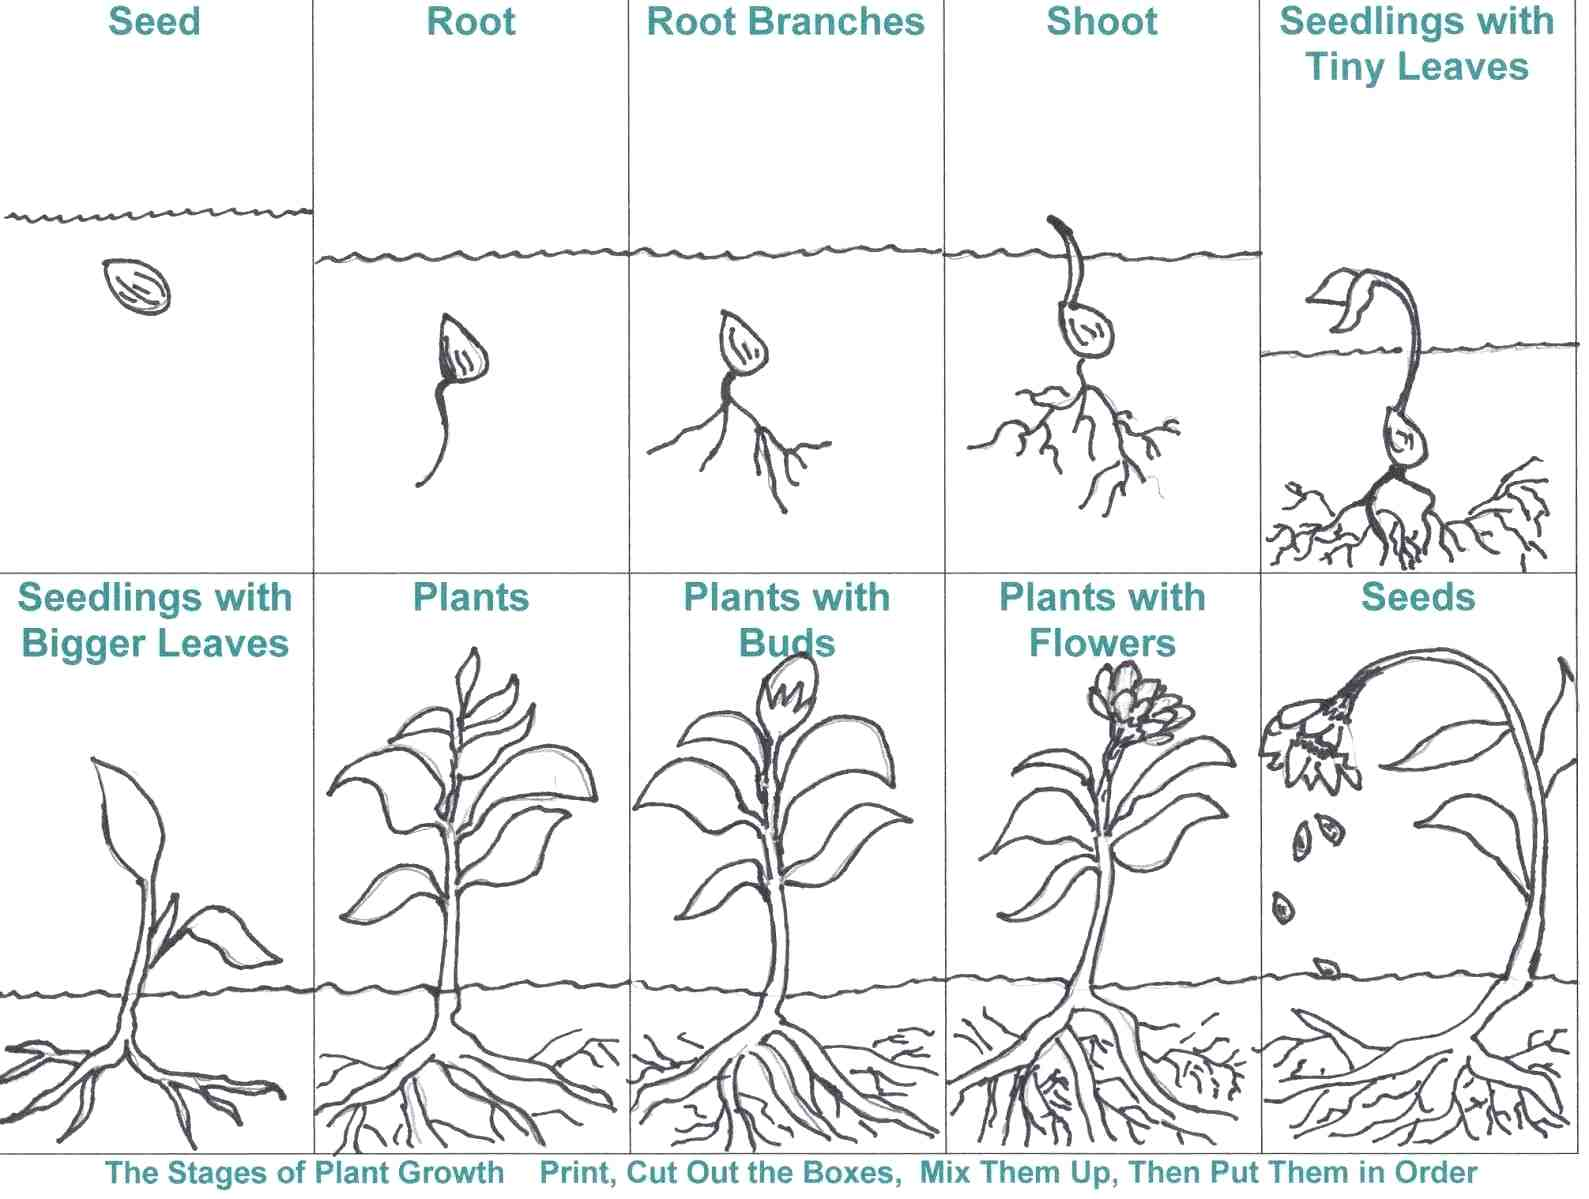 Seed
Root
Root Branches
Shoot
Seedlings with
Tiny Leaves
Seedlings with
Bigger Leaves
Plants
Plants with
Buds
Plants with
Flowers
Seeds
The Stages of Plant Growth Print, Cut Out the Boxes, Mix Them Up, Then Put Them in Order